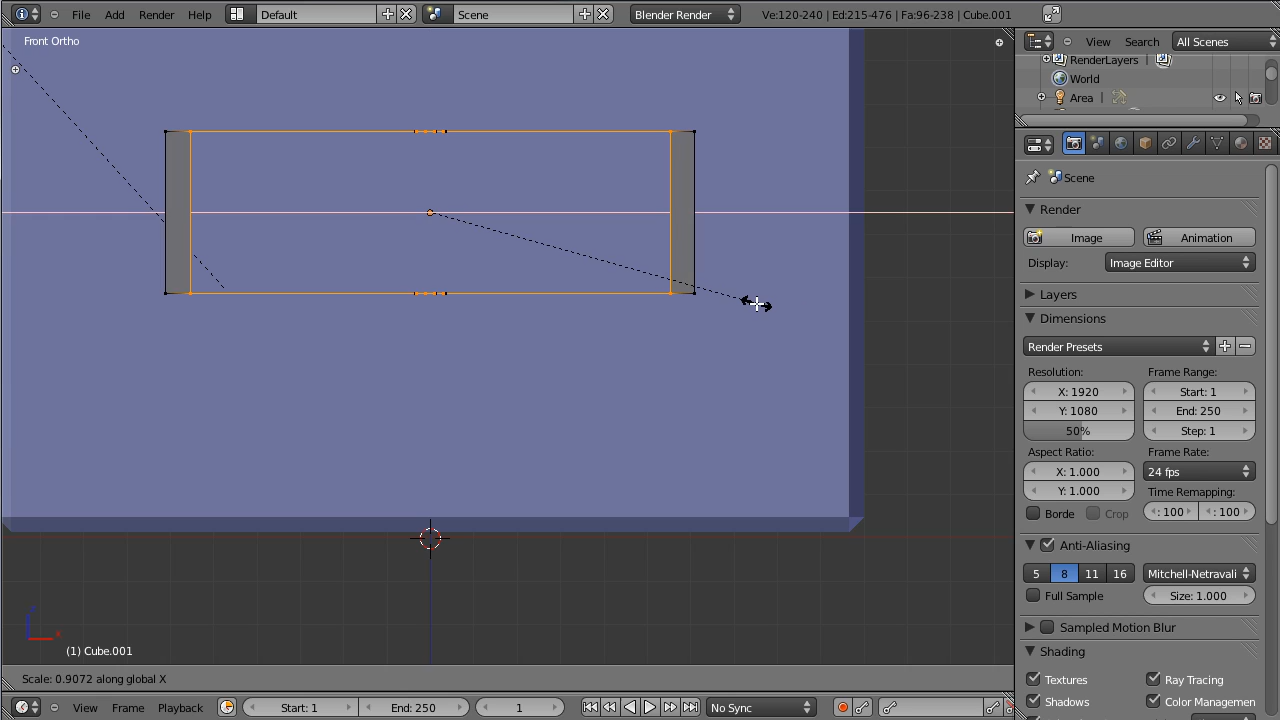 File Add Render Help Default Scene Blender Render Ve:120-240 | Ed:215-476 | Fa:96-238 | Cube.001
Front Ortho
View Search All Scenes
RenderLayers |
World
Area |
Scene
Render
Image Animation
Display: Image Editor
Layers
Dimensions
Render Presets
Resolution: Frame Range:
X: 1920 Start: 1
Y: 1080 End: 250
50% Step: 1
Aspect Ratio: Frame Rate:
X: 1.000 24 fps
Y: 1.000 Time Remapping:
Borde Crop : 100 : 100
Anti-Aliasing
5 8 11 16 Mitchell-Netravali
Full Sample Size: 1.000
Sampled Motion Blur
Shading
Textures Ray Tracing
Shadows Color Managemen
x
(1) Cube.001
Scale: 0.9072 along global X
View Frame Playback Start: 1 End: 250 1 No Sync